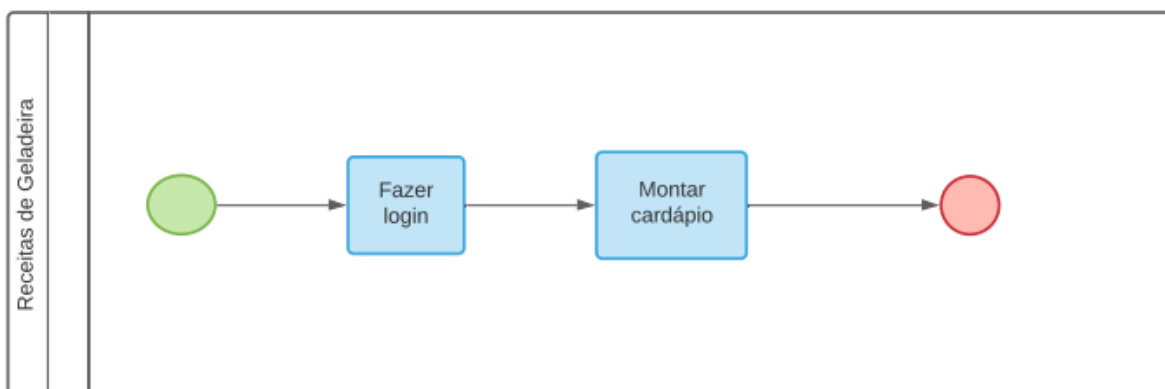 Receitas de Geladeira
Fazer
login
Montar
cardápio